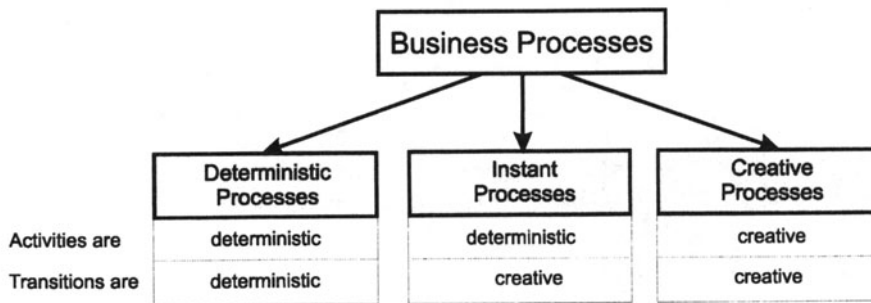 Business Processes
Deterministic
Processes
Instant
Processes
Creative
Processes
Activities are deterministic deterministic creative
Transitions are deterministic creative creative